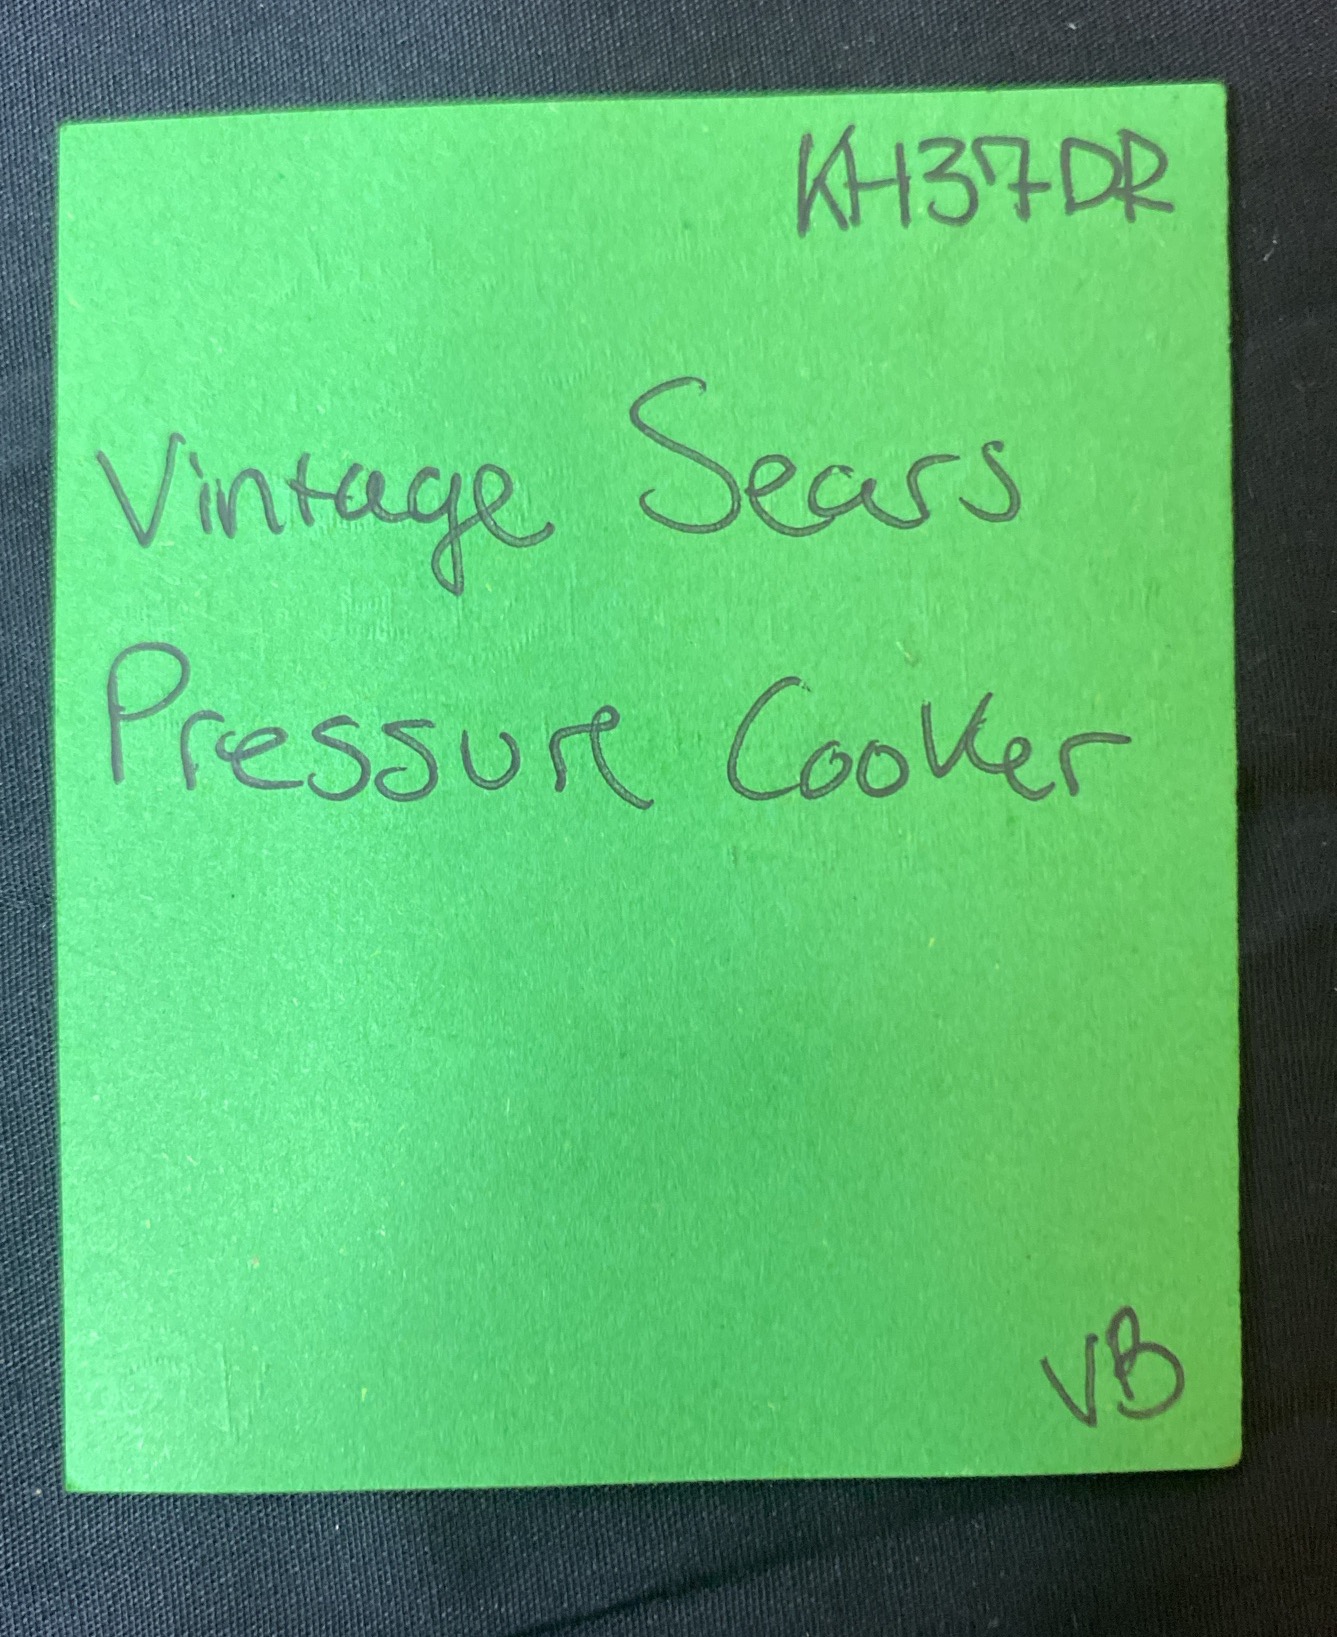 KH37DR
Vintage Sears
Pressure Cooker
VB